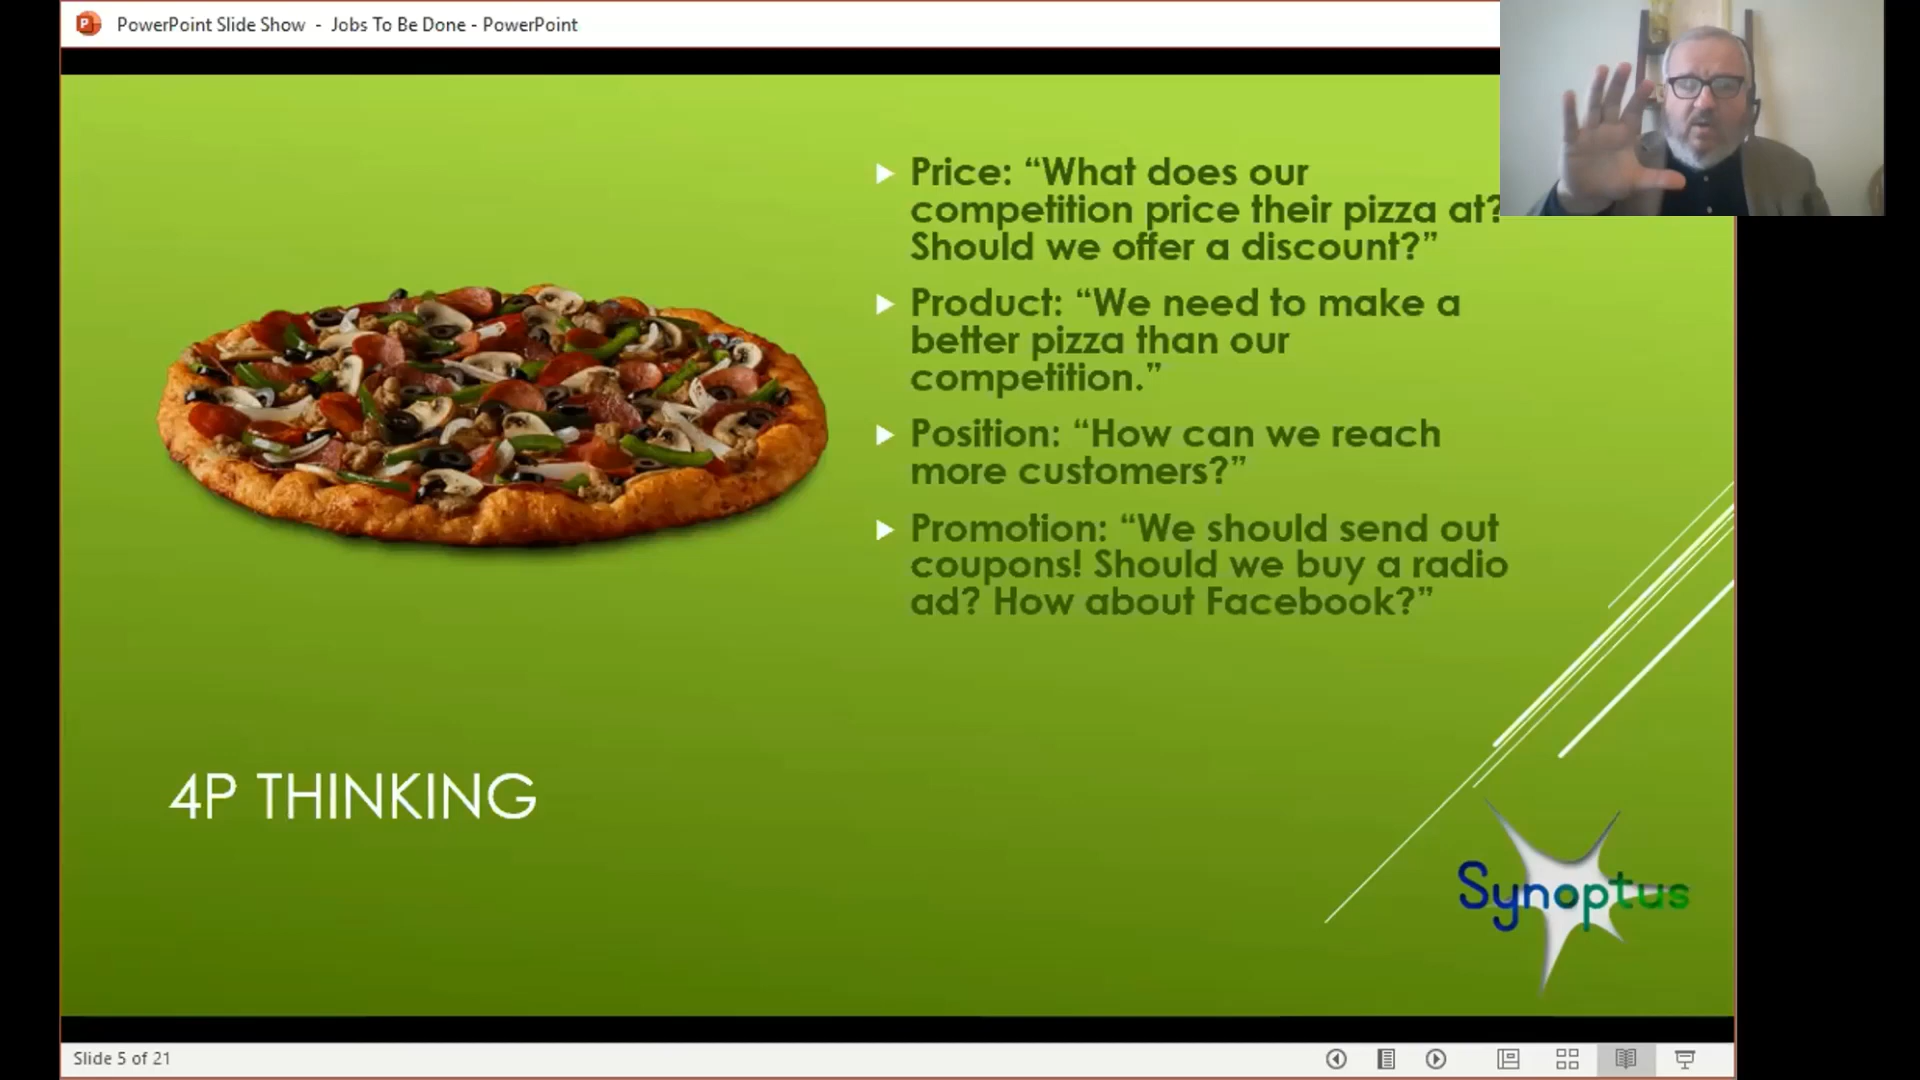 PowerPoint Slide Show - Jobs To Be Done - PowerPoint
Price: “What does our
competition price their pizza at?
Should we offer a discount?”
Product: “We need to make a
better pizza than our
competition.”
Position: “How can we reach
more customers?”
Promotion: “We should send out
coupons! Should we buy a radio
ad? How about Facebook?”
4P THINKING
Synoptus
Slide 5 of 21